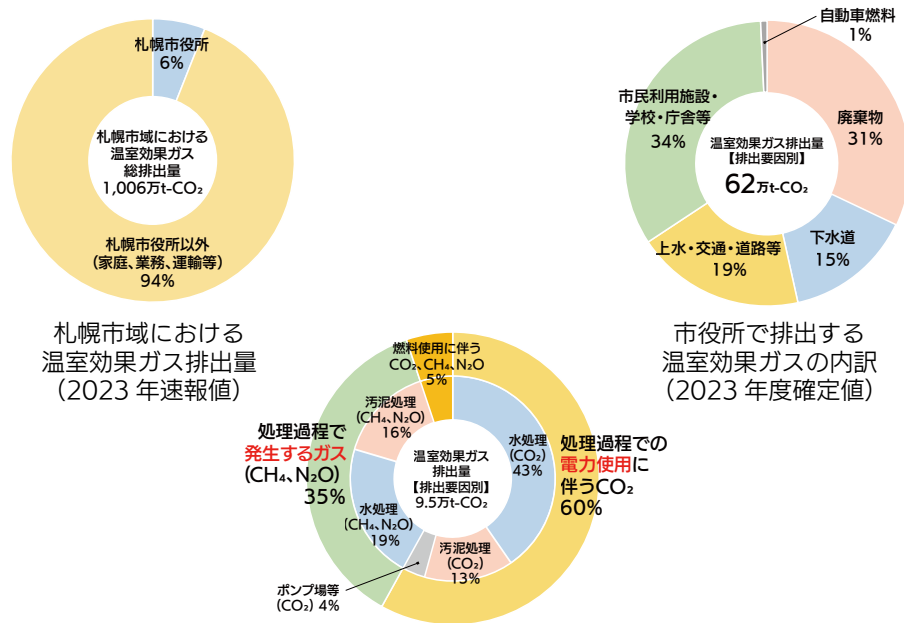 札幌市役所
6%
札幌市域における
温室効果ガス
総排出量
1,006万t-CO₂
札幌市役所以外
(家庭、業務、運輸等)
94%
札幌市域における
温室効果ガス排出量
(2023 年速報値)
自動車燃料
1%
廃棄物
31%
市民利用施設・
学校・庁舎等
34%
温室効果ガス排出量
【排出要因別】
62万t-CO₂
下水道
15%
上水・交通・道路等
19%
市役所で排出する
温室効果ガスの内訳
(2023 年度確定値)
燃料使用に伴う
CO₂、CH₄、N₂O
5%
汚泥処理
(CH₄、N₂O)
16%
水処理
(CO₂)
43%
温室効果ガス
排出量
【排出要因別】
9.5万t-CO₂
処理過程で
発生するガス
(CH₄、N₂O)
35%
処理過程での
電力使用に
伴うCO₂
60%
水処理
(CH₄、N₂O)
19%
汚泥処理
(CO₂)
13%
ポンプ場等
(CO₂) 4%